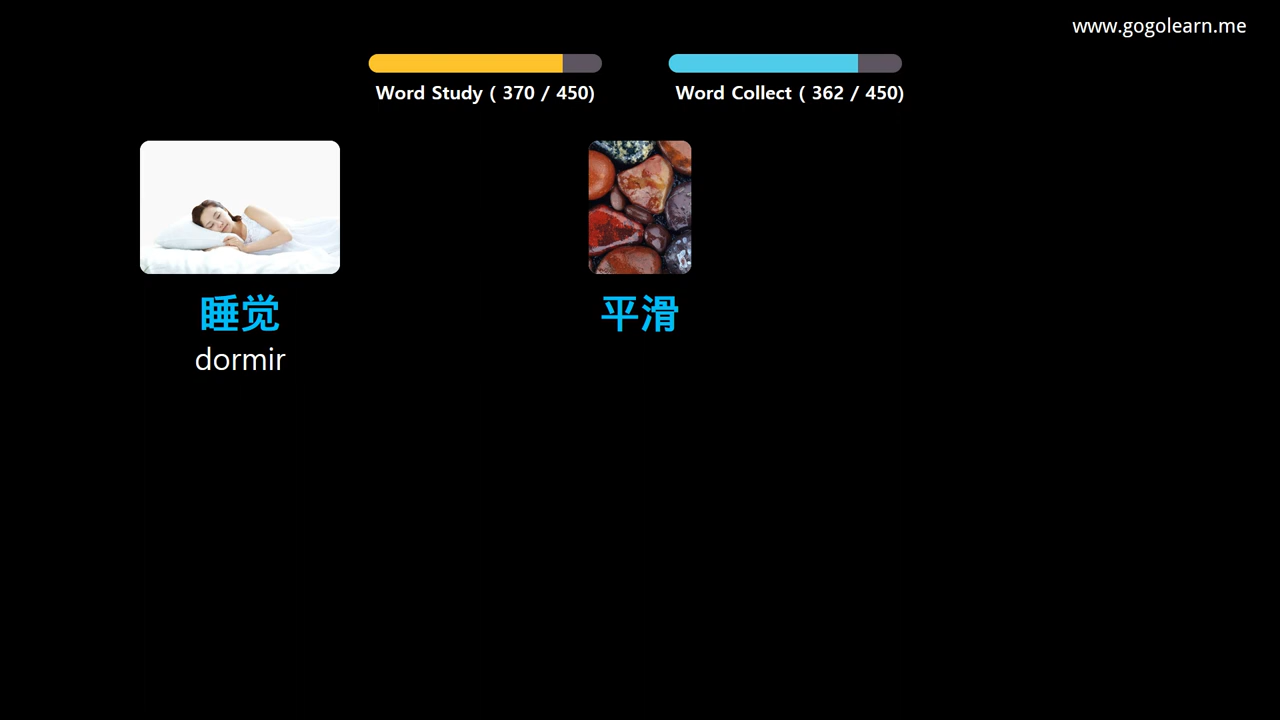 www.gogolearn.me
Word Study ( 370 / 450)
Word Collect ( 362 / 450)
睡觉
dormir
平滑